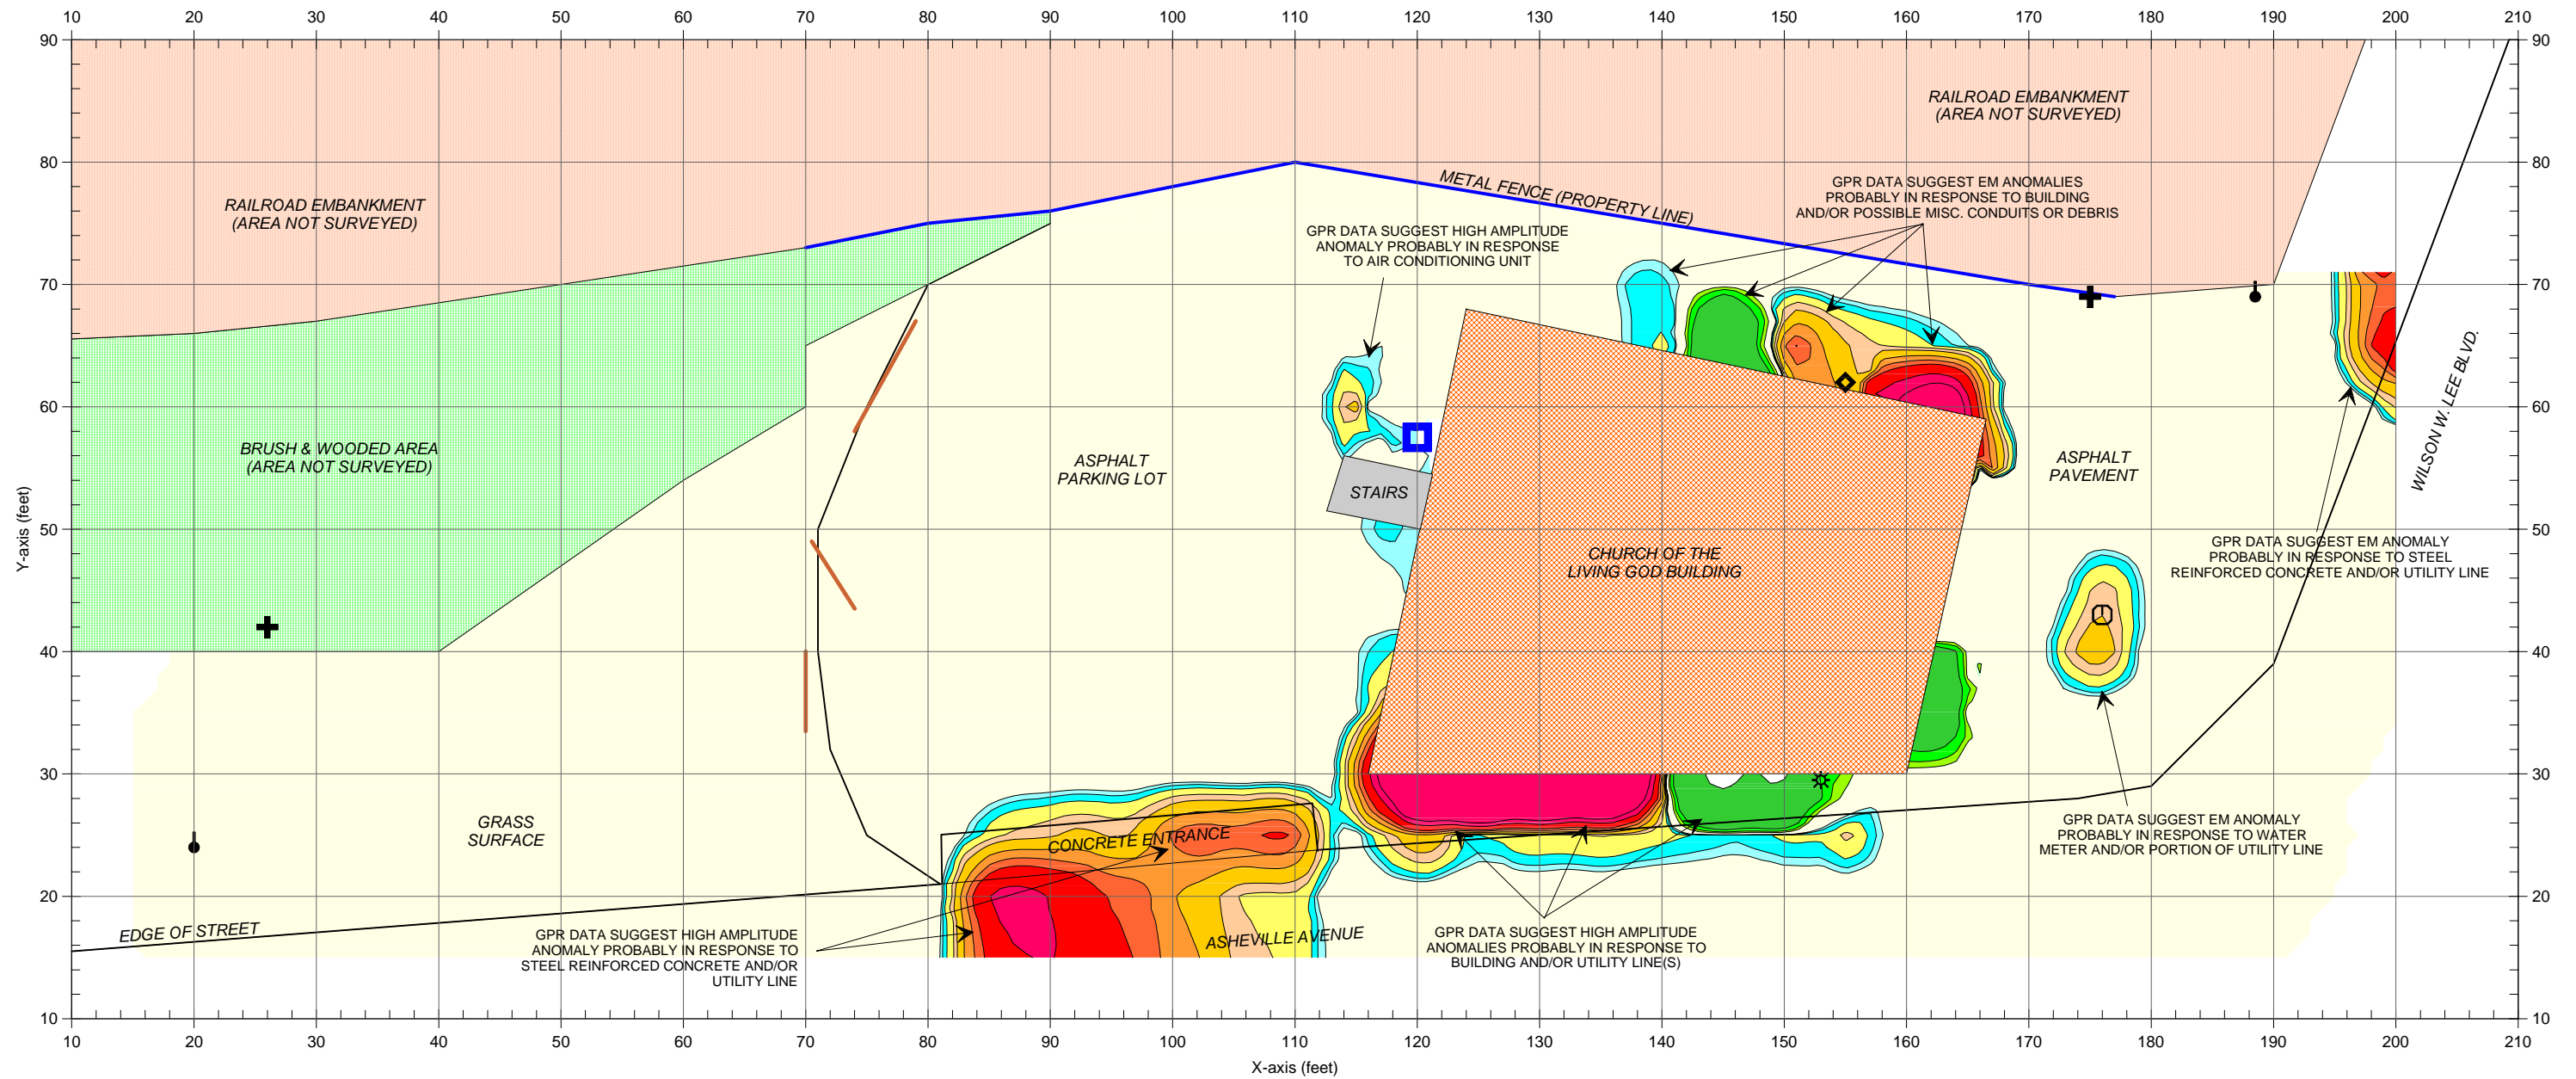 10 20 30 40 50 60 70 80 90 100 110 120 130 140 150 160 170 180 190 200 210
90 90
RAILROAD EMBANKMENT
(AREA NOT SURVEYED)
80 80
METAL FENCE (PROPERTY LINE)
GPR DATA SUGGEST EM ANOMALIES
PROBABLY IN RESPONSE TO BUILDING
AND/OR POSSIBLE MISC. CONDUITS OR DEBRIS
RAILROAD EMBANKMENT
(AREA NOT SURVEYED)
GPR DATA SUGGEST HIGH AMPLITUDE
ANOMALY PROBABLY IN RESPONSE
TO AIR CONDITIONING UNIT
70 70
WILSON W. LEE BLVD.
60 60
BRUSH & WOODED AREA
(AREA NOT SURVEYED)
ASPHALT
PARKING LOT
STAIRS
ASPHALT
PAVEMENT
Y-axis (feet)
50 50
CHURCH OF THE
LIVING GOD BUILDING
GPR DATA SUGGEST EM ANOMALY
PROBABLY IN RESPONSE TO STEEL
REINFORCED CONCRETE AND/OR UTILITY LINE
40 40
30 30
GRASS
SURFACE
CONCRETE ENTRANCE
GPR DATA SUGGEST EM ANOMALY
PROBABLY IN RESPONSE TO WATER
METER AND/OR PORTION OF UTILITY LINE
20 20
EDGE OF STREET
GPR DATA SUGGEST HIGH AMPLITUDE
ANOMALY PROBABLY IN RESPONSE TO
STEEL REINFORCED CONCRETE AND/OR
UTILITY LINE
ASHEVILLE AVENUE
GPR DATA SUGGEST HIGH AMPLITUDE
ANOMALIES PROBABLY IN RESPONSE TO
BUILDING AND/OR UTILITY LINE(S)
10 10
10 20 30 40 50 60 70 80 90 100 110 120 130 140 150 160 170 180 190 200 210
X-axis (feet)